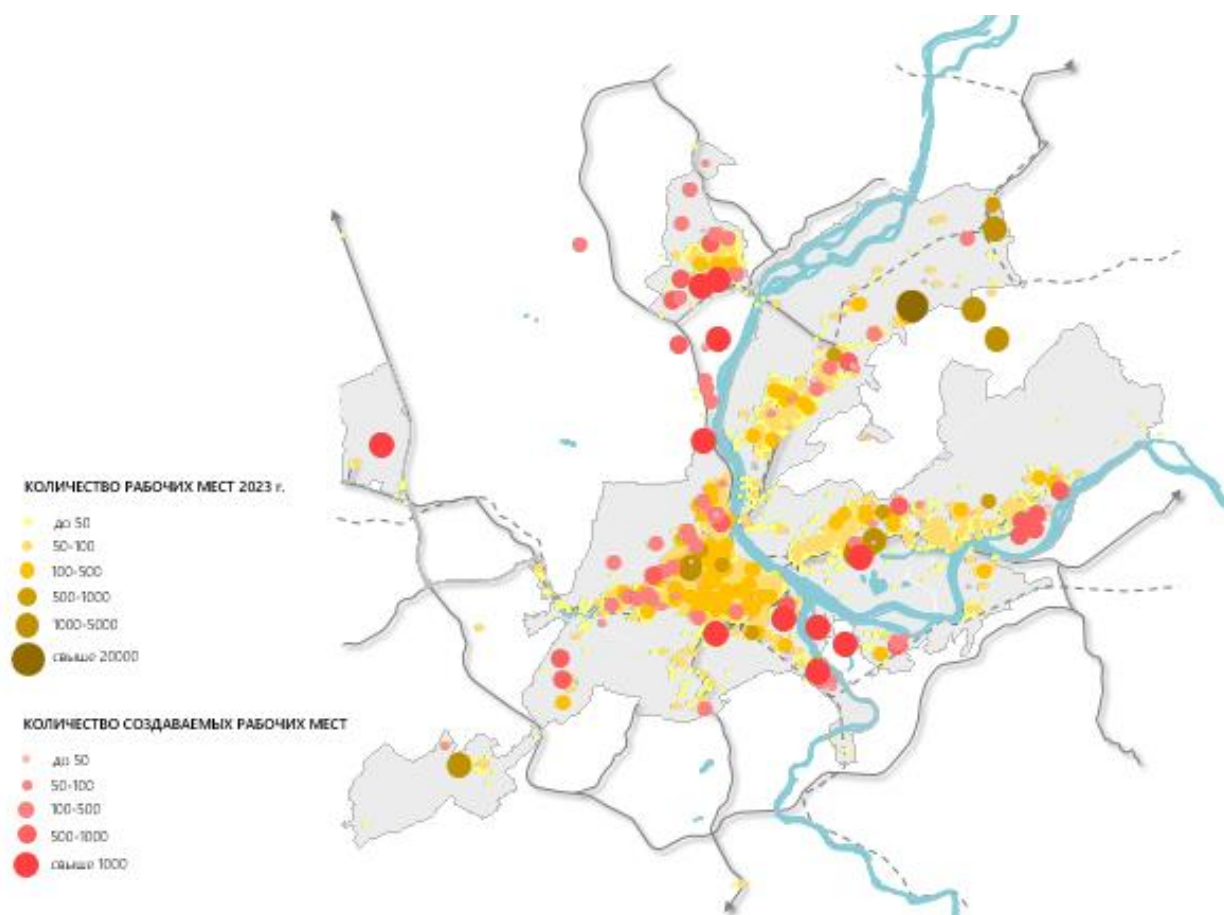 КОЛИЧЕСТВО РАБОЧИХ МЕСТ 2023 г.
до 50
50-100
100-500
500-1000
1000-5000
свыше 20000
КОЛИЧЕСТВО СОЗДАВАЕМЫХ РАБОЧИХ МЕСТ
до 50
50-100
100-500
500-1000
свыше 1000